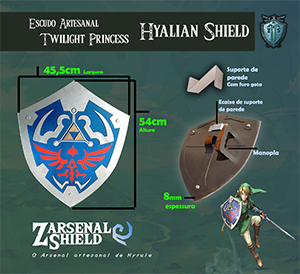 Escudo Artesanal
Twilight Princess
Hyalian Shield
45,5cm Largura
54cm
Altura
Suporte de
parede
Com furo gota
Ecaixe de suporte
de parede
Manopla
8mm
espessura
Zarsenal
Shield
O Arsenal artesanal de Hyrule